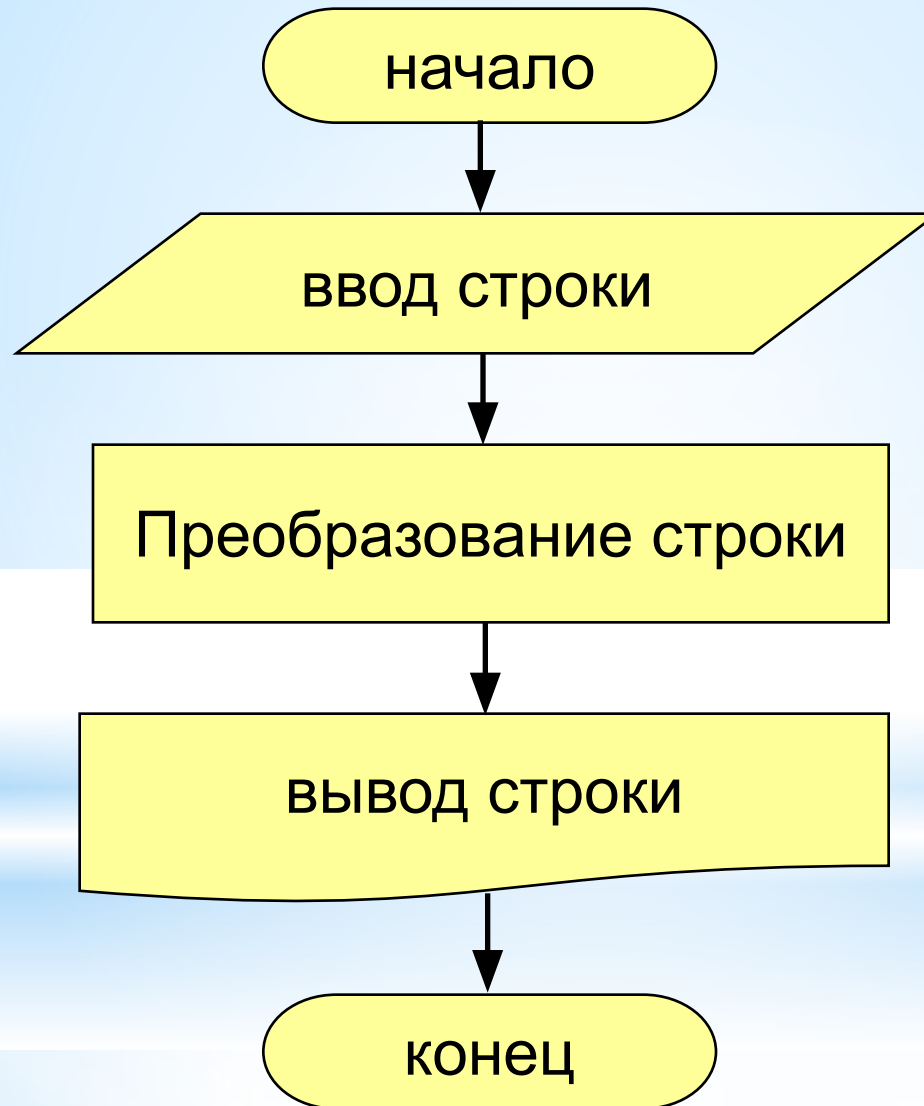 начало
ввод строки
Преобразование строки
вывод строки
конец